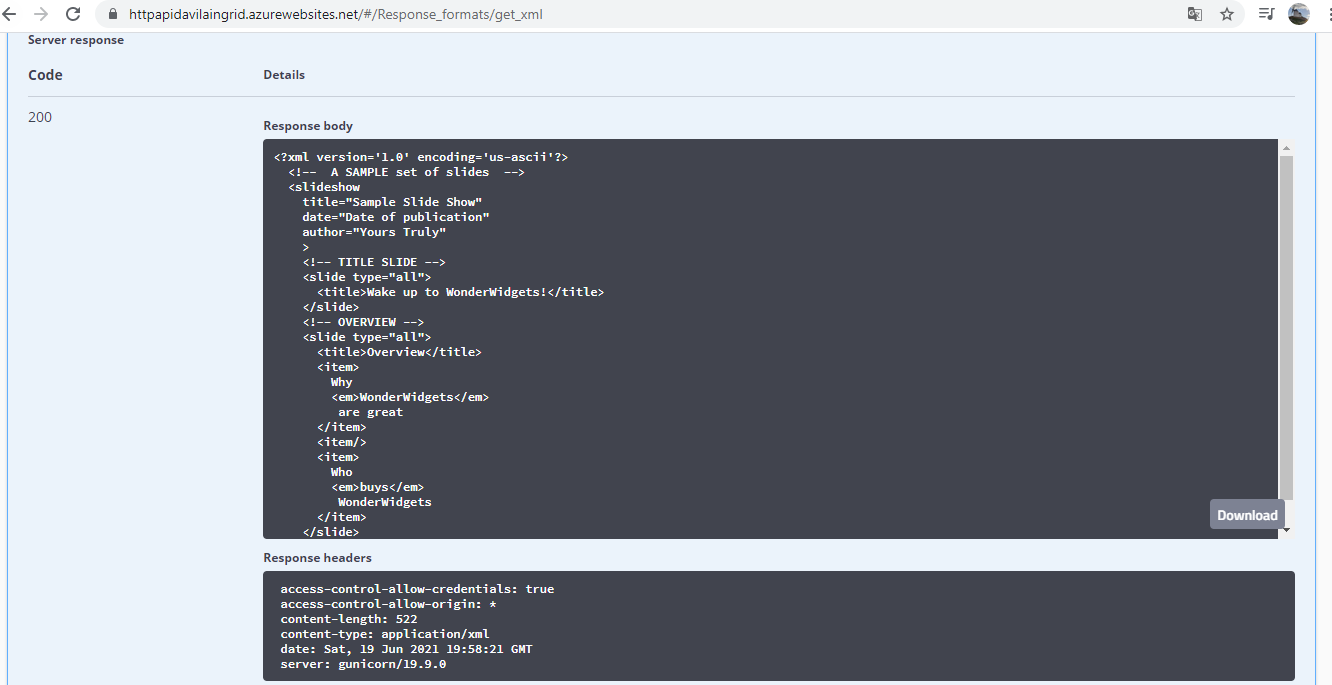 httpapidavilaingrid.azurewebsites.net/#/Response_formats/get_xml
Server response
Code
Details
200
Response body
<?xml version='1.0' encoding='us-ascii'?>
<!--  A SAMPLE set of slides  -->
<slideshow
title="Sample Slide Show"
date="Date of publication"
author="Yours Truly"
>
<!-- TITLE SLIDE -->
<slide type="all">
<title>Wake up to WonderWidgets!</title>
</slide>
<!-- OVERVIEW -->
<slide type="all">
<title>Overview</title>
<item>
Why
<em>WonderWidgets</em>
are great
</item>
<item/>
<item>
Who
<em>buys</em>
WonderWidgets
</item>
</slide>
Download
Response headers
access-control-allow-credentials: true
access-control-allow-origin: *
content-length: 522
content-type: application/xml
date: Sat, 19 Jun 2021 19:58:21 GMT
server: gunicorn/19.9.0